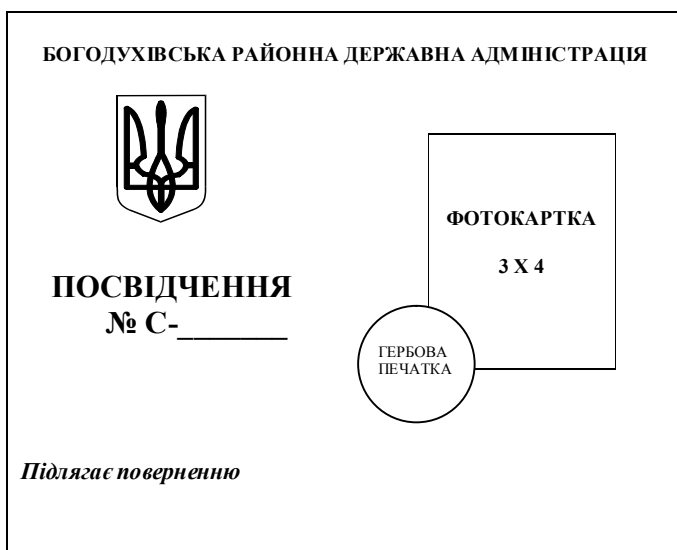 БОГОДУХІВСЬКА РАЙОННА ДЕРЖАВНА АДМІНІСТРАЦІЯ
ФОТОКАРТКА
3 Х 4
ПОСВІДЧЕННЯ
№ С-_______
ГЕРБОВА
ПЕЧАТКА
Підлягає поверненню